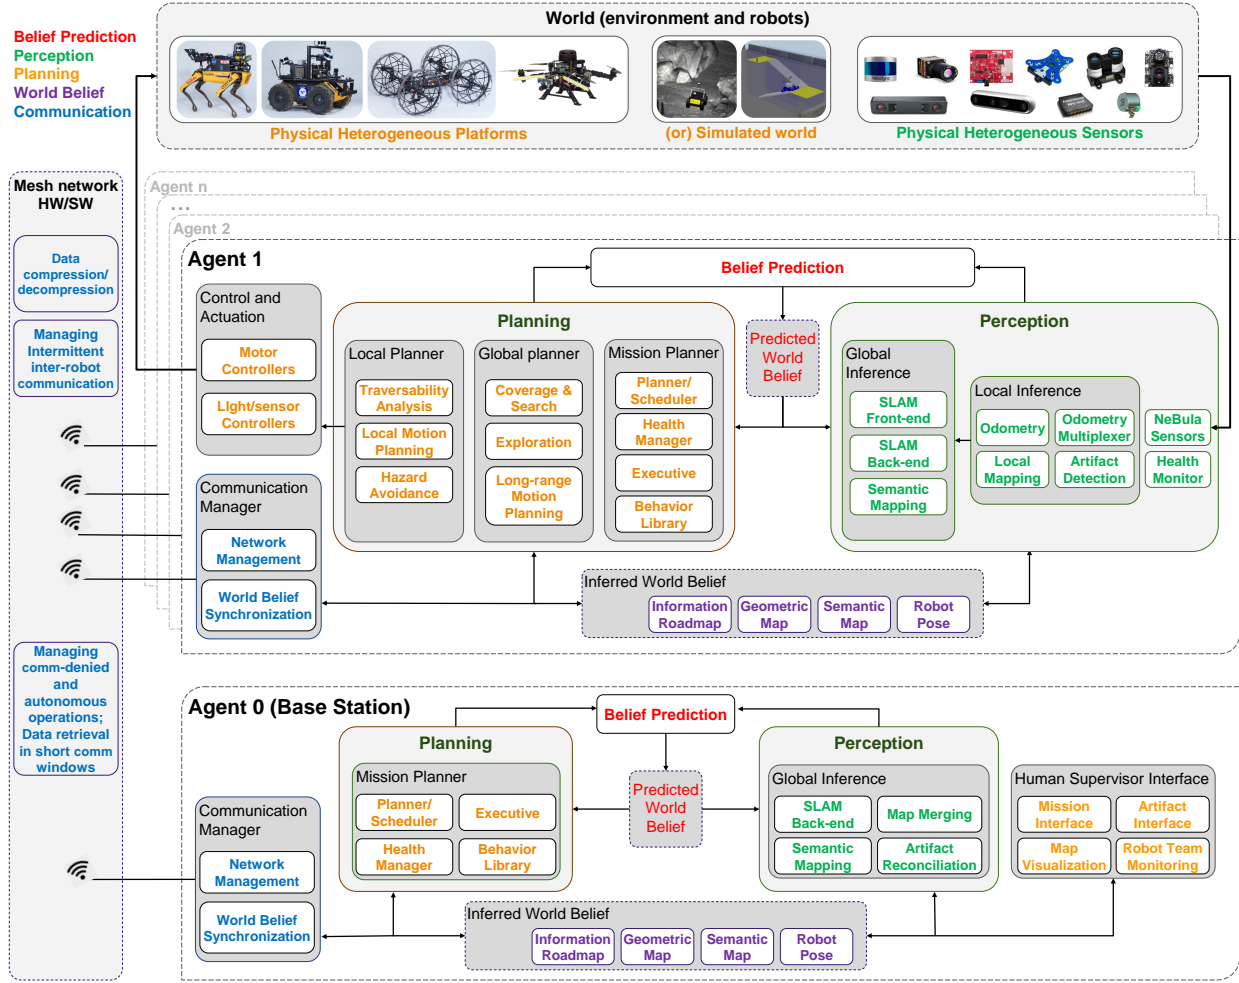 World (environment and robots)
Belief Prediction
Perception
Planning
World Belief
Communication
Physical Heterogeneous Platforms
(or) Simulated world
Physical Heterogeneous Sensors
Mesh network
HW/SW
Data
compression/
decompression
Managing
Intermittent
inter-robot
communication
Managing
comm-denied
and
autonomous
operations;
Data retrieval
in short comm
windows
Agent n
...
Agent 2
Agent 1
Belief Prediction
Control and
Actuation
Motor
Controllers
LIght/sensor
Controllers
Planning
Local Planner
Traversability
Analysis
Local Motion
Planning
Hazard
Avoidance
Global planner
Coverage &
Search
Exploration
Long-range
Motion
Planning
Mission Planner
Planner/
Scheduler
Health
Manager
Executive
Behavior
Library
Predicted
World
Belief
Perception
Global
Inference
SLAM
Front-end
SLAM
Back-end
Semantic
Mapping
Local Inference
Odometry
Odometry
Multiplexer
Local
Mapping
Artifact
Detection
NeBula
Sensors
Health
Monitor
Communication
Manager
Network
Management
World Belief
Synchronization
Inferred World Belief
Information
Roadmap
Geometric
Map
Semantic
Map
Robot
Pose
Agent 0 (Base Station)
Belief Prediction
Planning
Mission Planner
Planner/
Scheduler
Executive
Health
Manager
Behavior
Library
Predicted
World
Belief
Perception
Global Inference
SLAM
Back-end
Map Merging
Semantic
Mapping
Artifact
Reconciliation
Human Supervisor Interface
Mission
Interface
Artifact
Interface
Map
Visualization
Robot Team
Monitoring
Communication
Manager
Network
Management
World Belief
Synchronization
Inferred World Belief
Information
Roadmap
Geometric
Map
Semantic
Map
Robot
Pose